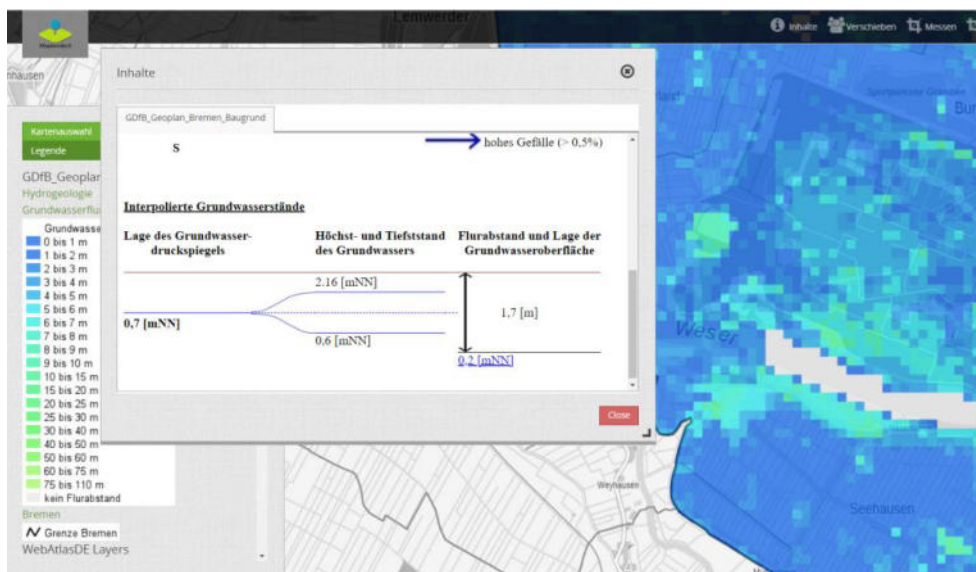 Lemwerder
Inhalte
Verschieben
Messen
nhausen
Inhalte
GDfB_Geoplan_Bremen_Baugrund
S
hohes Gefälle (> 0,5%)
Interpolierte Grundwasserstände
Lage des Grundwasser-
druckspiegels
Höchst- und Tiefststand
des Grundwassers
Flurabstand und Lage der
Grundwasseroberfläche
2.16 [mNN]
0,7 [mNN]
0,6 [mNN]
1,7 [m]
0,2 [mNN]
Close
Kartenauswahl
Legende
GDfB_Geoplan
Hydrogeologie
Grundwasserflu
Grundwasse
0 bis 1 m
1 bis 2 m
2 bis 3 m
3 bis 4 m
4 bis 5 m
5 bis 6 m
6 bis 7 m
7 bis 8 m
8 bis 9 m
9 bis 10 m
10 bis 15 m
15 bis 20 m
20 bis 25 m
25 bis 30 m
30 bis 40 m
40 bis 50 m
50 bis 60 m
60 bis 75 m
75 bis 110 m
kein Flurabstand
Bremen
Grenze Bremen
WebAtlasDE Layers
Bur
Weser
Weyhausen
Seehausen